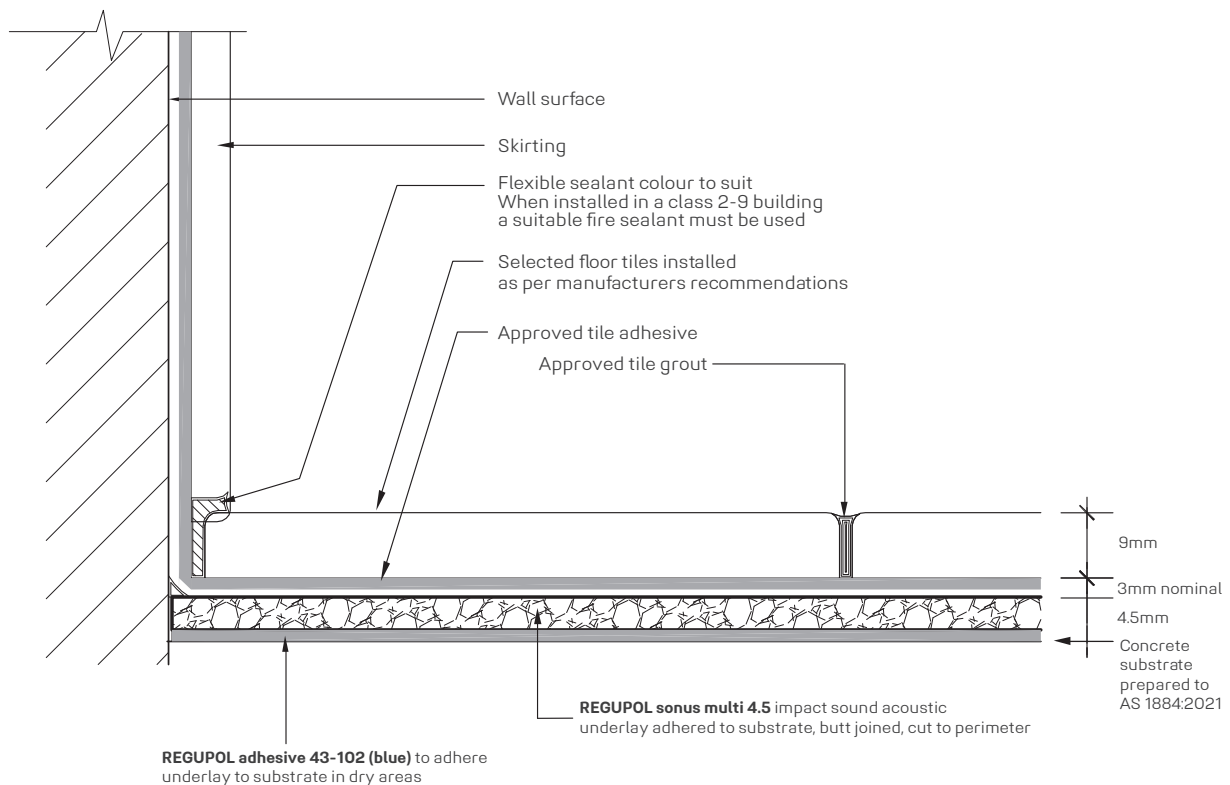 Wall surface
Skirting
Flexible sealant colour to suit
When installed in a class 2-9 building
a suitable fire sealant must be used
Selected floor tiles installed
as per manufacturers recommendations
Approved tile adhesive
Approved tile grout
9mm
3mm nominal
4.5mm
Concrete
substrate
prepared to
AS 1884:2021
REGUPOL sonus multi 4.5 impact sound acoustic
underlay adhered to substrate, butt joined, cut to perimeter
REGUPOL adhesive 43-102 (blue) to adhere
underlay to substrate in dry areas